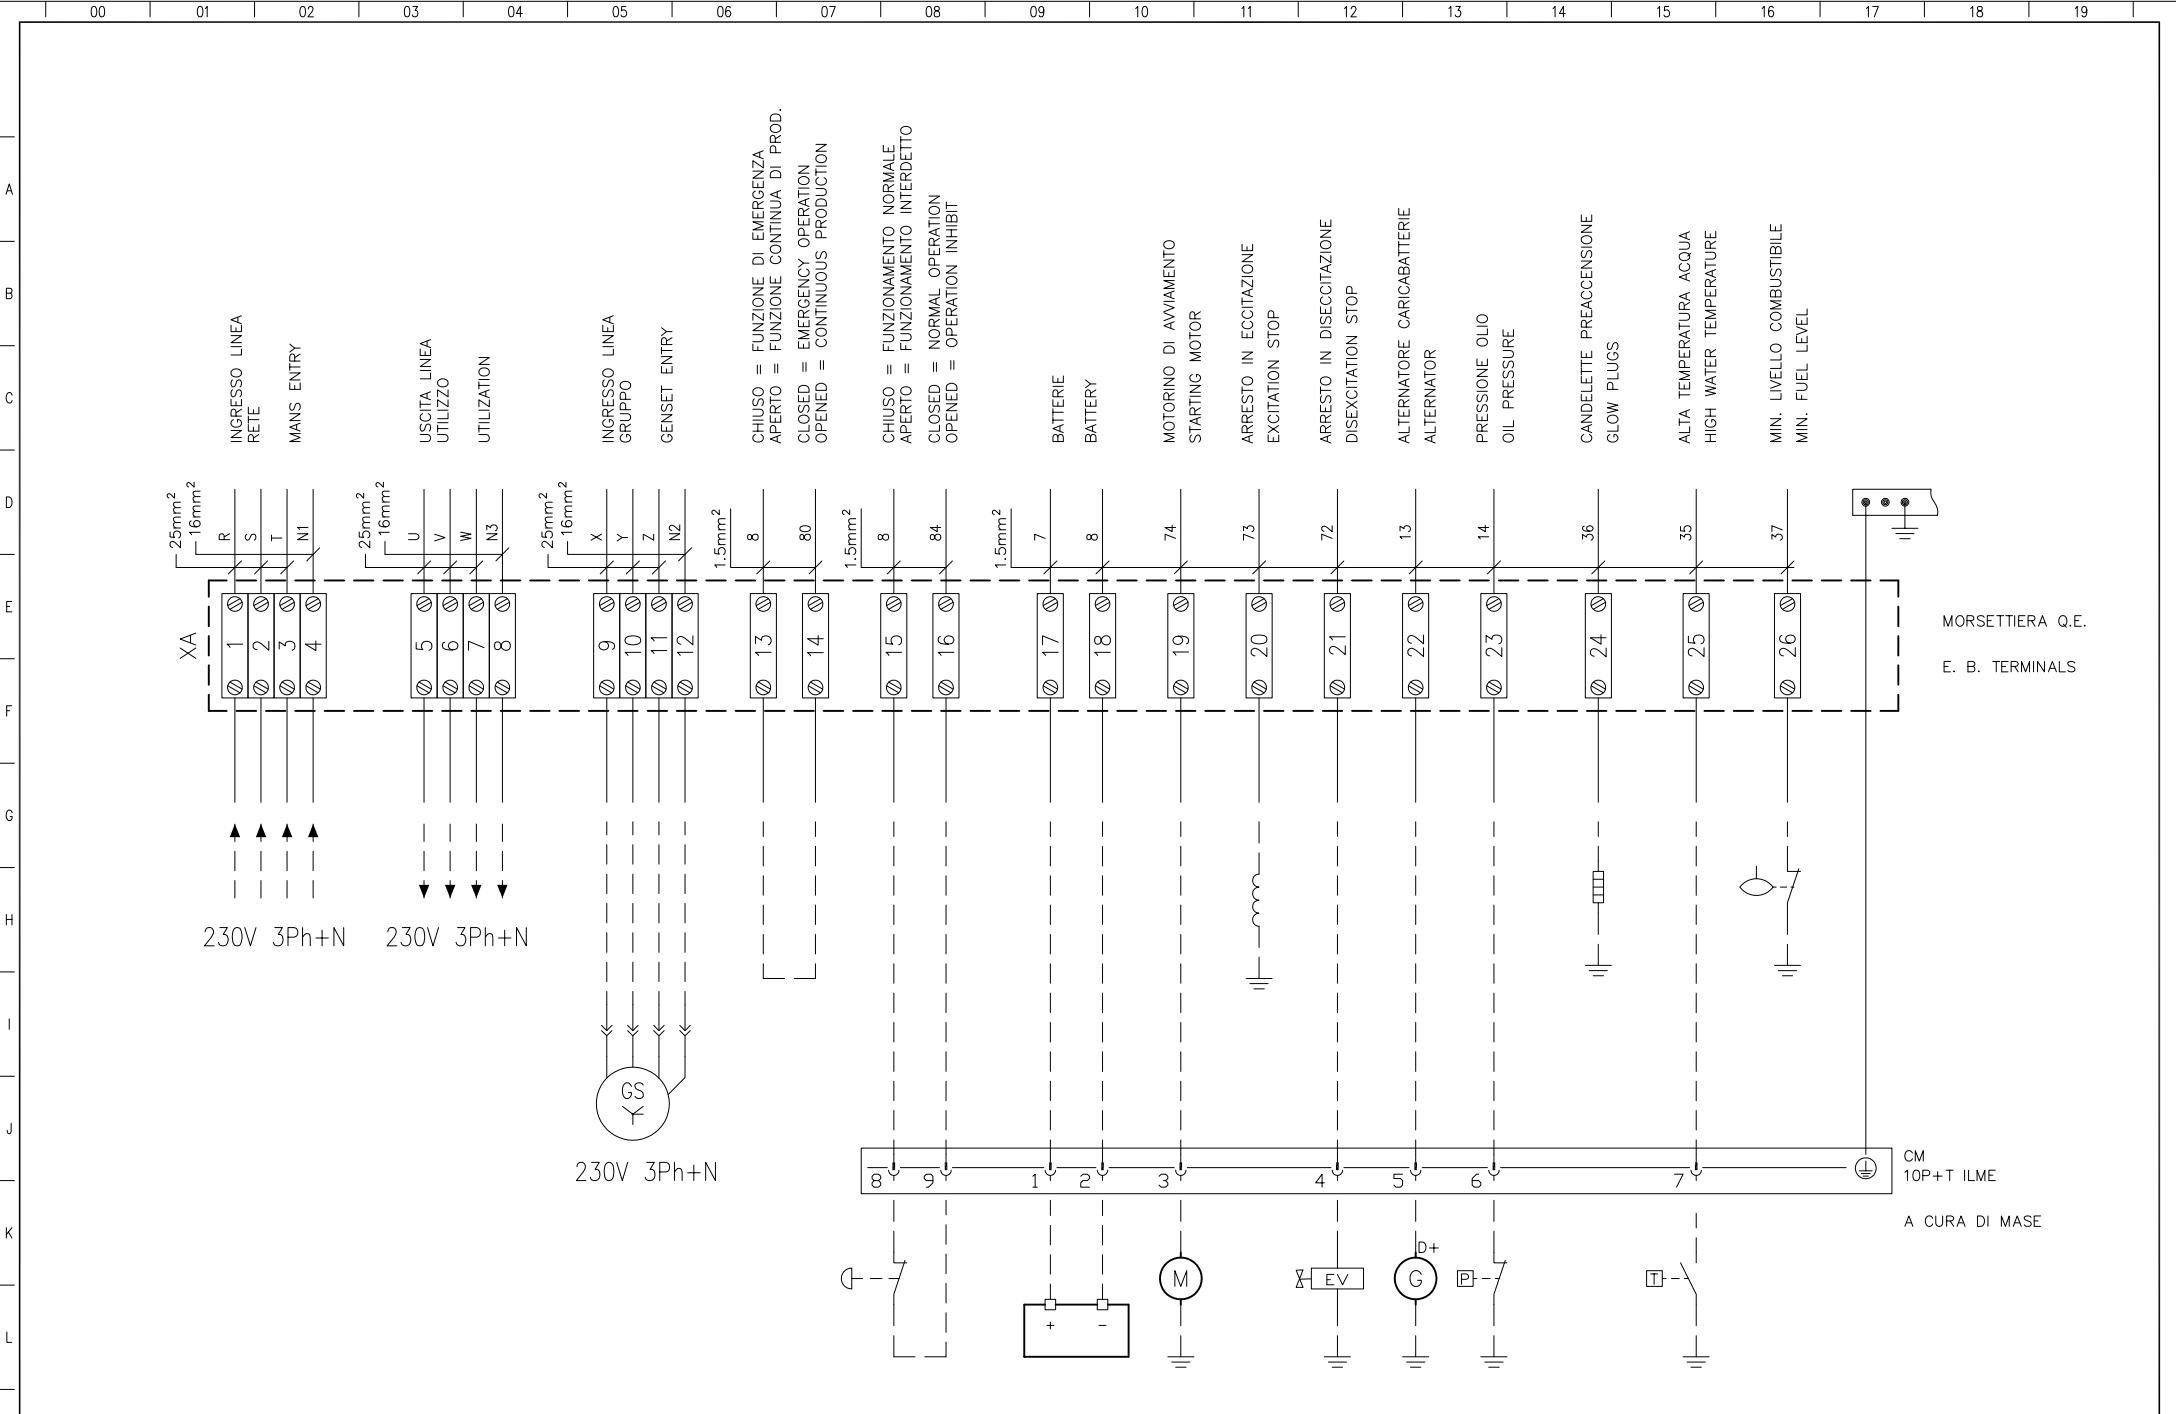 00 01 02 03 04 05 06 07 08 09 10 11 12 13 14 15 16 17 18 19
A
B
C
D
E
F
G
H
I
J
K
L
INGRESSO LINEA
RETE
MANS ENTRY
USCITA LINEA
UTILIZZO
UTILIZATION
INGRESSO LINEA
GRUPPO
GENSET ENTRY
CHIUSO = FUNZIONE DI EMERGENZA
APERTO = FUNZIONE CONTINUA DI PROD.
CLOSED = EMERGENCY OPERATION
OPENED = CONTINUOUS PRODUCTION
CHIUSO = FUNZIONAMENTO NORMALE
APERTO = FUNZIONAMENTO INTERDETTO
CLOSED = NORMAL OPERATION
OPENED = OPERATION INHIBIT
BATTERIE
BATTERY
MOTORINO DI AVVIAMENTO
STARTING MOTOR
ARRESTO IN ECCITAZIONE
EXCITATION STOP
ARRESTO IN DISECCITAZIONE
DISEXCITATION STOP
ALTERNATORE CARICABATTERIE
ALTERNATOR
PRESSIONE OLIO
OIL PRESSURE
CANDELETTE PREACCENSIONE
GLOW PLUGS
ALTA TEMPERATURA ACQUA
HIGH WATER TEMPERATURE
MIN. LIVELLO COMBUSTIBILE
MIN. FUEL LEVEL
25mm²
16mm²
R S T N1
25mm²
16mm²
U V W N3
25mm²
16mm²
X Y Z N2
1.5mm²
8 80
1.5mm²
8 84
1.5mm²
7 8 74 73 72 13 14 36 35 37
XA
1 2 3 4 5 6 7 8 9 10 11 12 13 14 15 16 17 18 19 20 21 22 23 24 25 26
MORSETTIERA Q.E.
E. B. TERMINALS
230V 3Ph+N
230V 3Ph+N
GS
230V 3Ph+N
8 9 1 2 3 4 5 6 7
CM
10P+T ILME
A CURA DI MASE
D+
M
EV
G
P
T
+ −